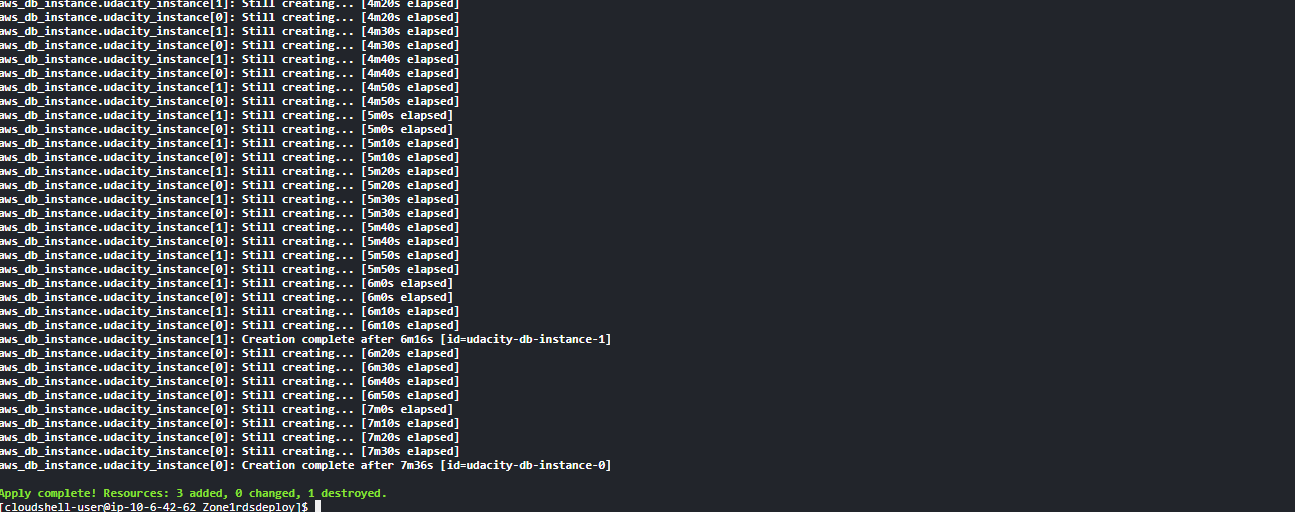 aws_db_instance.udacity_instance[1]: Still creating... [4m20s elapsed]
aws_db_instance.udacity_instance[0]: Still creating... [4m20s elapsed]
aws_db_instance.udacity_instance[1]: Still creating... [4m30s elapsed]
aws_db_instance.udacity_instance[0]: Still creating... [4m30s elapsed]
aws_db_instance.udacity_instance[1]: Still creating... [4m40s elapsed]
aws_db_instance.udacity_instance[0]: Still creating... [4m40s elapsed]
aws_db_instance.udacity_instance[1]: Still creating... [4m50s elapsed]
aws_db_instance.udacity_instance[0]: Still creating... [4m50s elapsed]
aws_db_instance.udacity_instance[1]: Still creating... [5m0s elapsed]
aws_db_instance.udacity_instance[0]: Still creating... [5m0s elapsed]
aws_db_instance.udacity_instance[1]: Still creating... [5m10s elapsed]
aws_db_instance.udacity_instance[0]: Still creating... [5m10s elapsed]
aws_db_instance.udacity_instance[1]: Still creating... [5m20s elapsed]
aws_db_instance.udacity_instance[0]: Still creating... [5m20s elapsed]
aws_db_instance.udacity_instance[1]: Still creating... [5m30s elapsed]
aws_db_instance.udacity_instance[0]: Still creating... [5m30s elapsed]
aws_db_instance.udacity_instance[1]: Still creating... [5m40s elapsed]
aws_db_instance.udacity_instance[0]: Still creating... [5m40s elapsed]
aws_db_instance.udacity_instance[1]: Still creating... [5m50s elapsed]
aws_db_instance.udacity_instance[0]: Still creating... [5m50s elapsed]
aws_db_instance.udacity_instance[1]: Still creating... [6m0s elapsed]
aws_db_instance.udacity_instance[0]: Still creating... [6m0s elapsed]
aws_db_instance.udacity_instance[1]: Still creating... [6m10s elapsed]
aws_db_instance.udacity_instance[0]: Still creating... [6m10s elapsed]
aws_db_instance.udacity_instance[1]: Creation complete after 6m16s [id=udacity-db-instance-1]
aws_db_instance.udacity_instance[0]: Still creating... [6m20s elapsed]
aws_db_instance.udacity_instance[0]: Still creating... [6m30s elapsed]
aws_db_instance.udacity_instance[0]: Still creating... [6m40s elapsed]
aws_db_instance.udacity_instance[0]: Still creating... [6m50s elapsed]
aws_db_instance.udacity_instance[0]: Still creating... [7m0s elapsed]
aws_db_instance.udacity_instance[0]: Still creating... [7m10s elapsed]
aws_db_instance.udacity_instance[0]: Still creating... [7m20s elapsed]
aws_db_instance.udacity_instance[0]: Still creating... [7m30s elapsed]
aws_db_instance.udacity_instance[0]: Creation complete after 7m36s [id=udacity-db-instance-0]
Apply complete! Resources: 3 added, 0 changed, 1 destroyed.
[cloudshell-user@ip-10-6-42-62 Zone1rdsdeploy]$